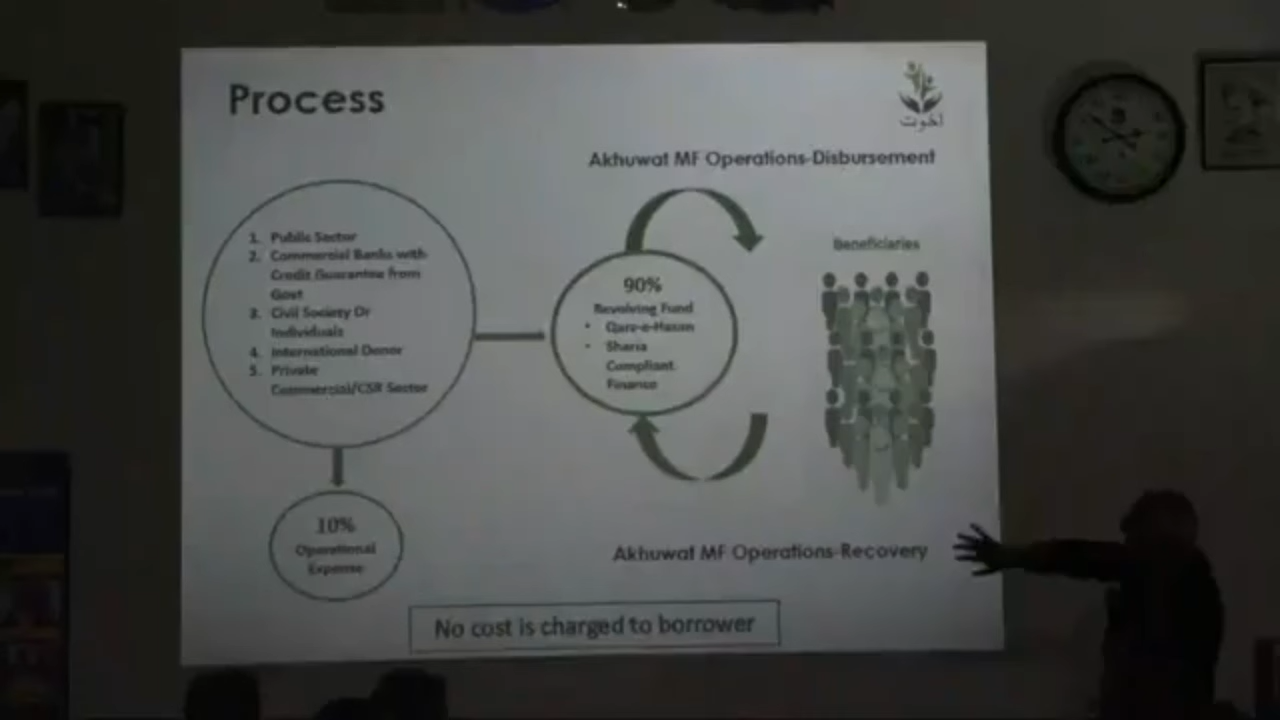 Process
اخوت
Akhuwat MF Operations-Disbursement
1. Public Sector
2. Commercial Banks with
Credit Guarantee from
Govt
3. Civil Society Or
Individuals
4. International Donor
5. Private
Commercial/CSR Sector
90%
Revolving Fund
• Qarz-e-Hasan
• Sharia
Compliant
Finance
Beneficiaries
10%
Operational
Expense
Akhuwat MF Operations-Recovery
No cost is charged to borrower